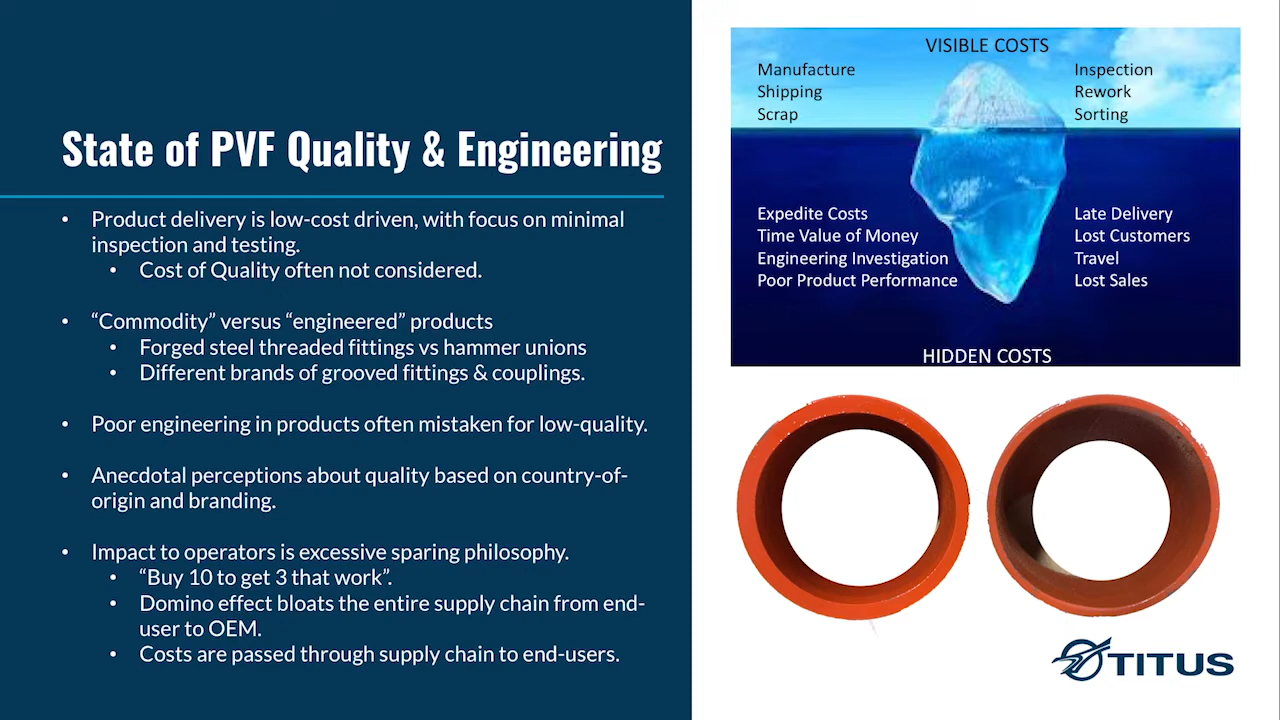 State of PVF Quality & Engineering
• Product delivery is low-cost driven, with focus on minimal
inspection and testing.
• Cost of Quality often not considered.
• “Commodity” versus “engineered” products
• Forged steel threaded fittings vs hammer unions
• Different brands of grooved fittings & couplings.
• Poor engineering in products often mistaken for low-quality.
• Anecdotal perceptions about quality based on country-of-
origin and branding.
• Impact to operators is excessive sparing philosophy.
• “Buy 10 to get 3 that work”.
• Domino effect bloats the entire supply chain from end-
user to OEM.
• Costs are passed through supply chain to end-users.
VISIBLE COSTS
Manufacture
Shipping
Scrap
Inspection
Rework
Sorting
Expedite Costs
Time Value of Money
Engineering Investigation
Poor Product Performance
Late Delivery
Lost Customers
Travel
Lost Sales
HIDDEN COSTS
TITUS